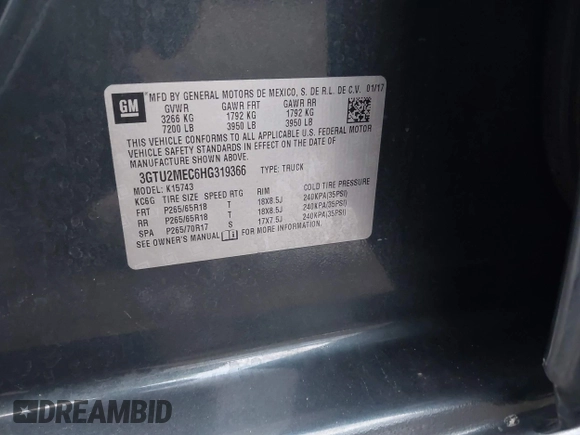 GM
MFD BY GENERAL MOTORS DE MEXICO, S. DE R.L. DE C.V. 01/17
GVWR GAWR FRT GAWR RR
3266 KG 1792 KG 1792 KG
7200 LB 3950 LB 3950 LB
THIS VEHICLE CONFORMS TO ALL APPLICABLE U.S. FEDERAL MOTOR
VEHICLE SAFETY STANDARDS IN EFFECT ON THE DATE OF
MANUFACTURE SHOWN ABOVE.
3GTU2MEC6HG319366 TYPE: TRUCK
MODEL: K15743
KC6G TIRE SIZE SPEED RTG RIM COLD TIRE PRESSURE
FRT P265/65R18 T 18X8.5J 240KPA(35PSI)
RR P265/65R18 T 18X8.5J 240KPA(35PSI)
SPA P265/70R17 S 17X7.5J 240KPA(35PSI)
SEE OWNER'S MANUAL FOR MORE INFORMATION.
DREAMBID